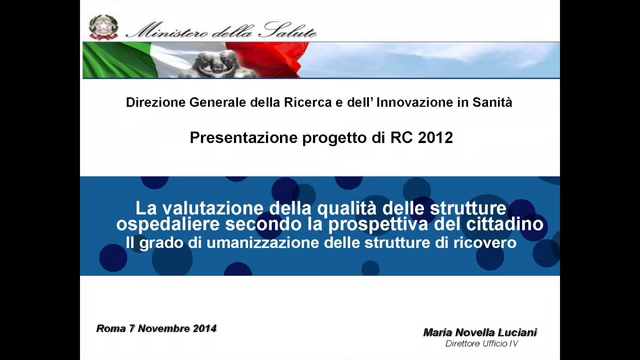 Ministero della Salute
Direzione Generale della Ricerca e dell' Innovazione in Sanità
Presentazione progetto di RC 2012
La valutazione della qualità delle strutture
ospedaliere secondo la prospettiva del cittadino
Il grado di umanizzazione delle strutture di ricovero
Roma 7 Novembre 2014
Maria Novella Luciani
Direttore Ufficio IV